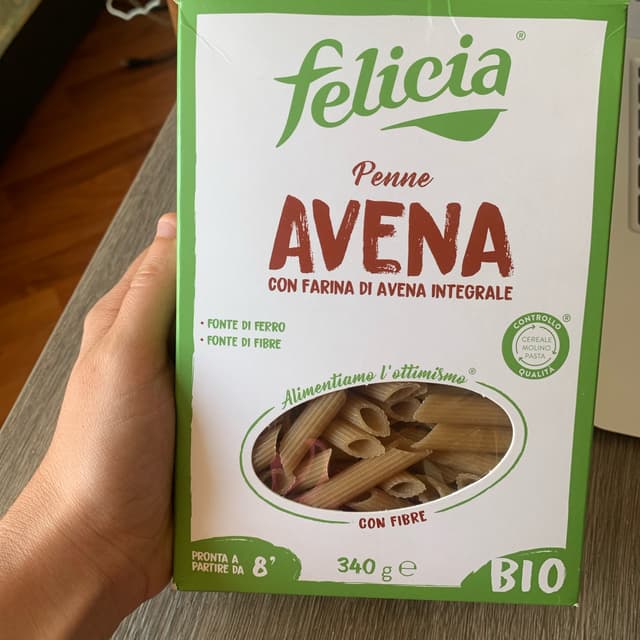 felicia®
Penne
AVENA
CON FARINA DI AVENA INTEGRALE
• FONTE DI FERRO
• FONTE DI FIBRE
CONTROLLO®
CEREALE
MOLINO
PASTA
QUALITÀ
Alimentiamo l'ottimismo®
CON FIBRE
PRONTA A
PARTIRE DA 8'
340 g e
BIO